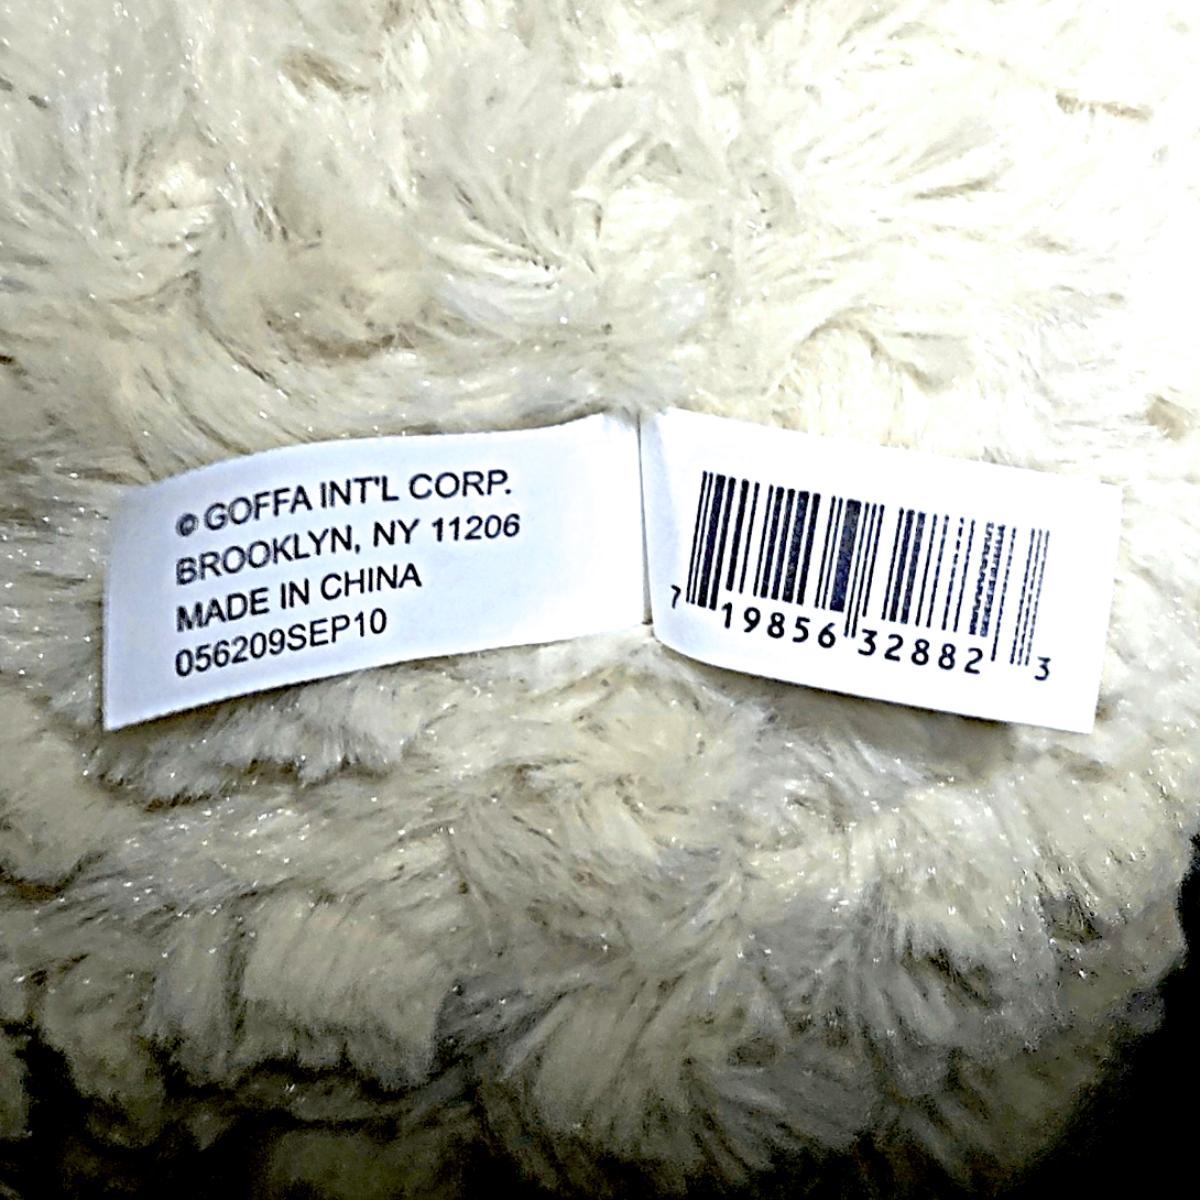 © GOFFA INT'L CORP.
BROOKLYN, NY 11206
MADE IN CHINA
056209SEP10
7 19856 32882 3